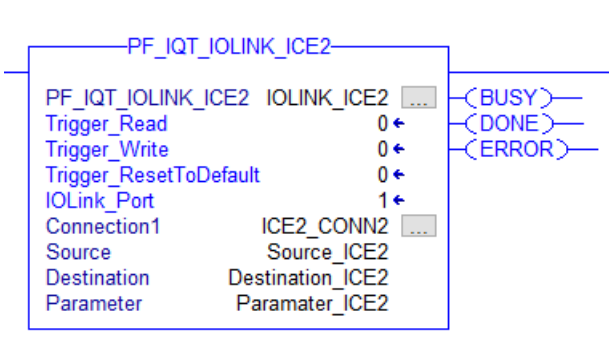 PF_IQT_IOLINK_ICE2
PF_IQT_IOLINK_ICE2 IOLINK_ICE2 ... (BUSY)
Trigger_Read 0 (DONE)
Trigger_Write 0 (ERROR)
Trigger_ResetToDefault 0
IOLink_Port 1
Connection1 ICE2_CONN2 ...
Source Source_ICE2
Destination Destination_ICE2
Parameter Paramater_ICE2